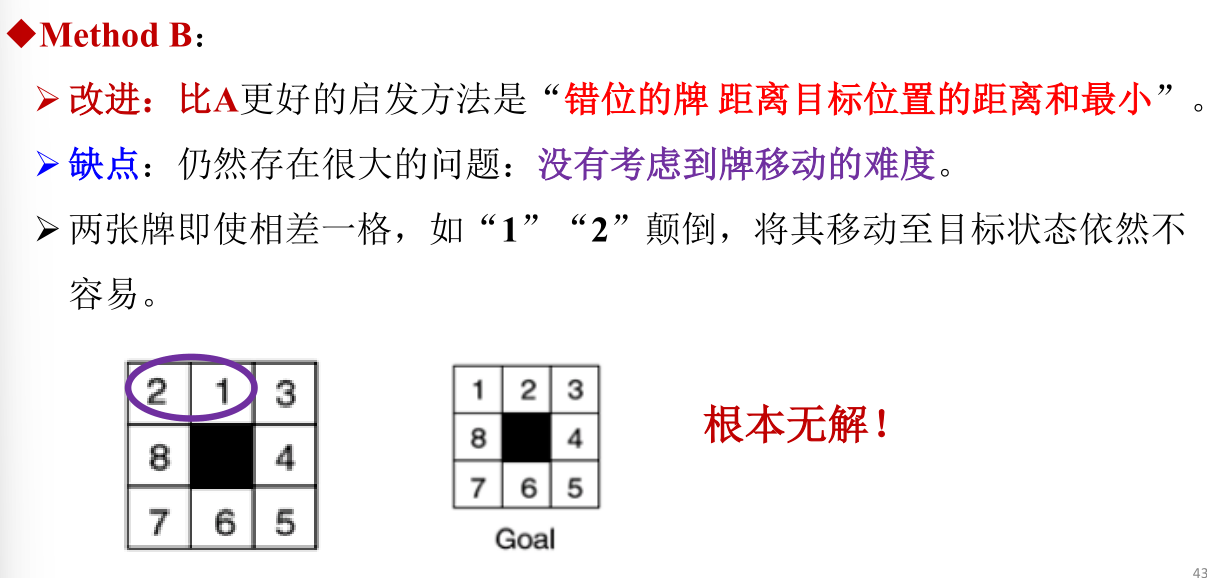 ◆Method B：
➢ 改进：比A更好的启发方法是“错位的牌 距离目标位置的距离和最小”。
➢ 缺点：仍然存在很大的问题：没有考虑到牌移动的难度。
➢ 两张牌即使相差一格，如“1”“2”颠倒，将其移动至目标状态依然不
容易。
2 1 3
8 4
7 6 5
1 2 3
8 4
7 6 5
Goal
根本无解！
43